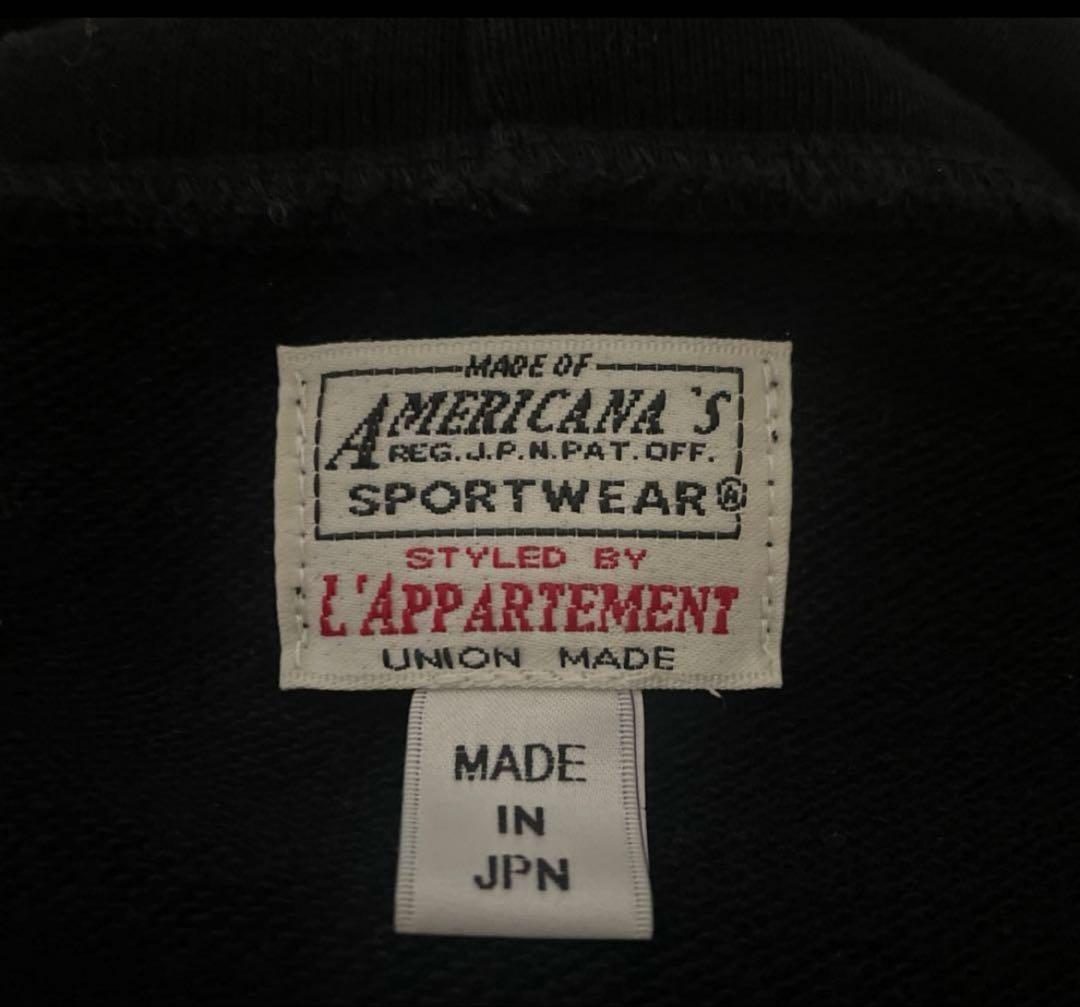 MADE OF
AMERICANA'S
REG.J.P.N.PAT.OFF.
SPORTWEAR®
STYLED BY
L'APPARTEMENT
UNION MADE
MADE
IN
JPN